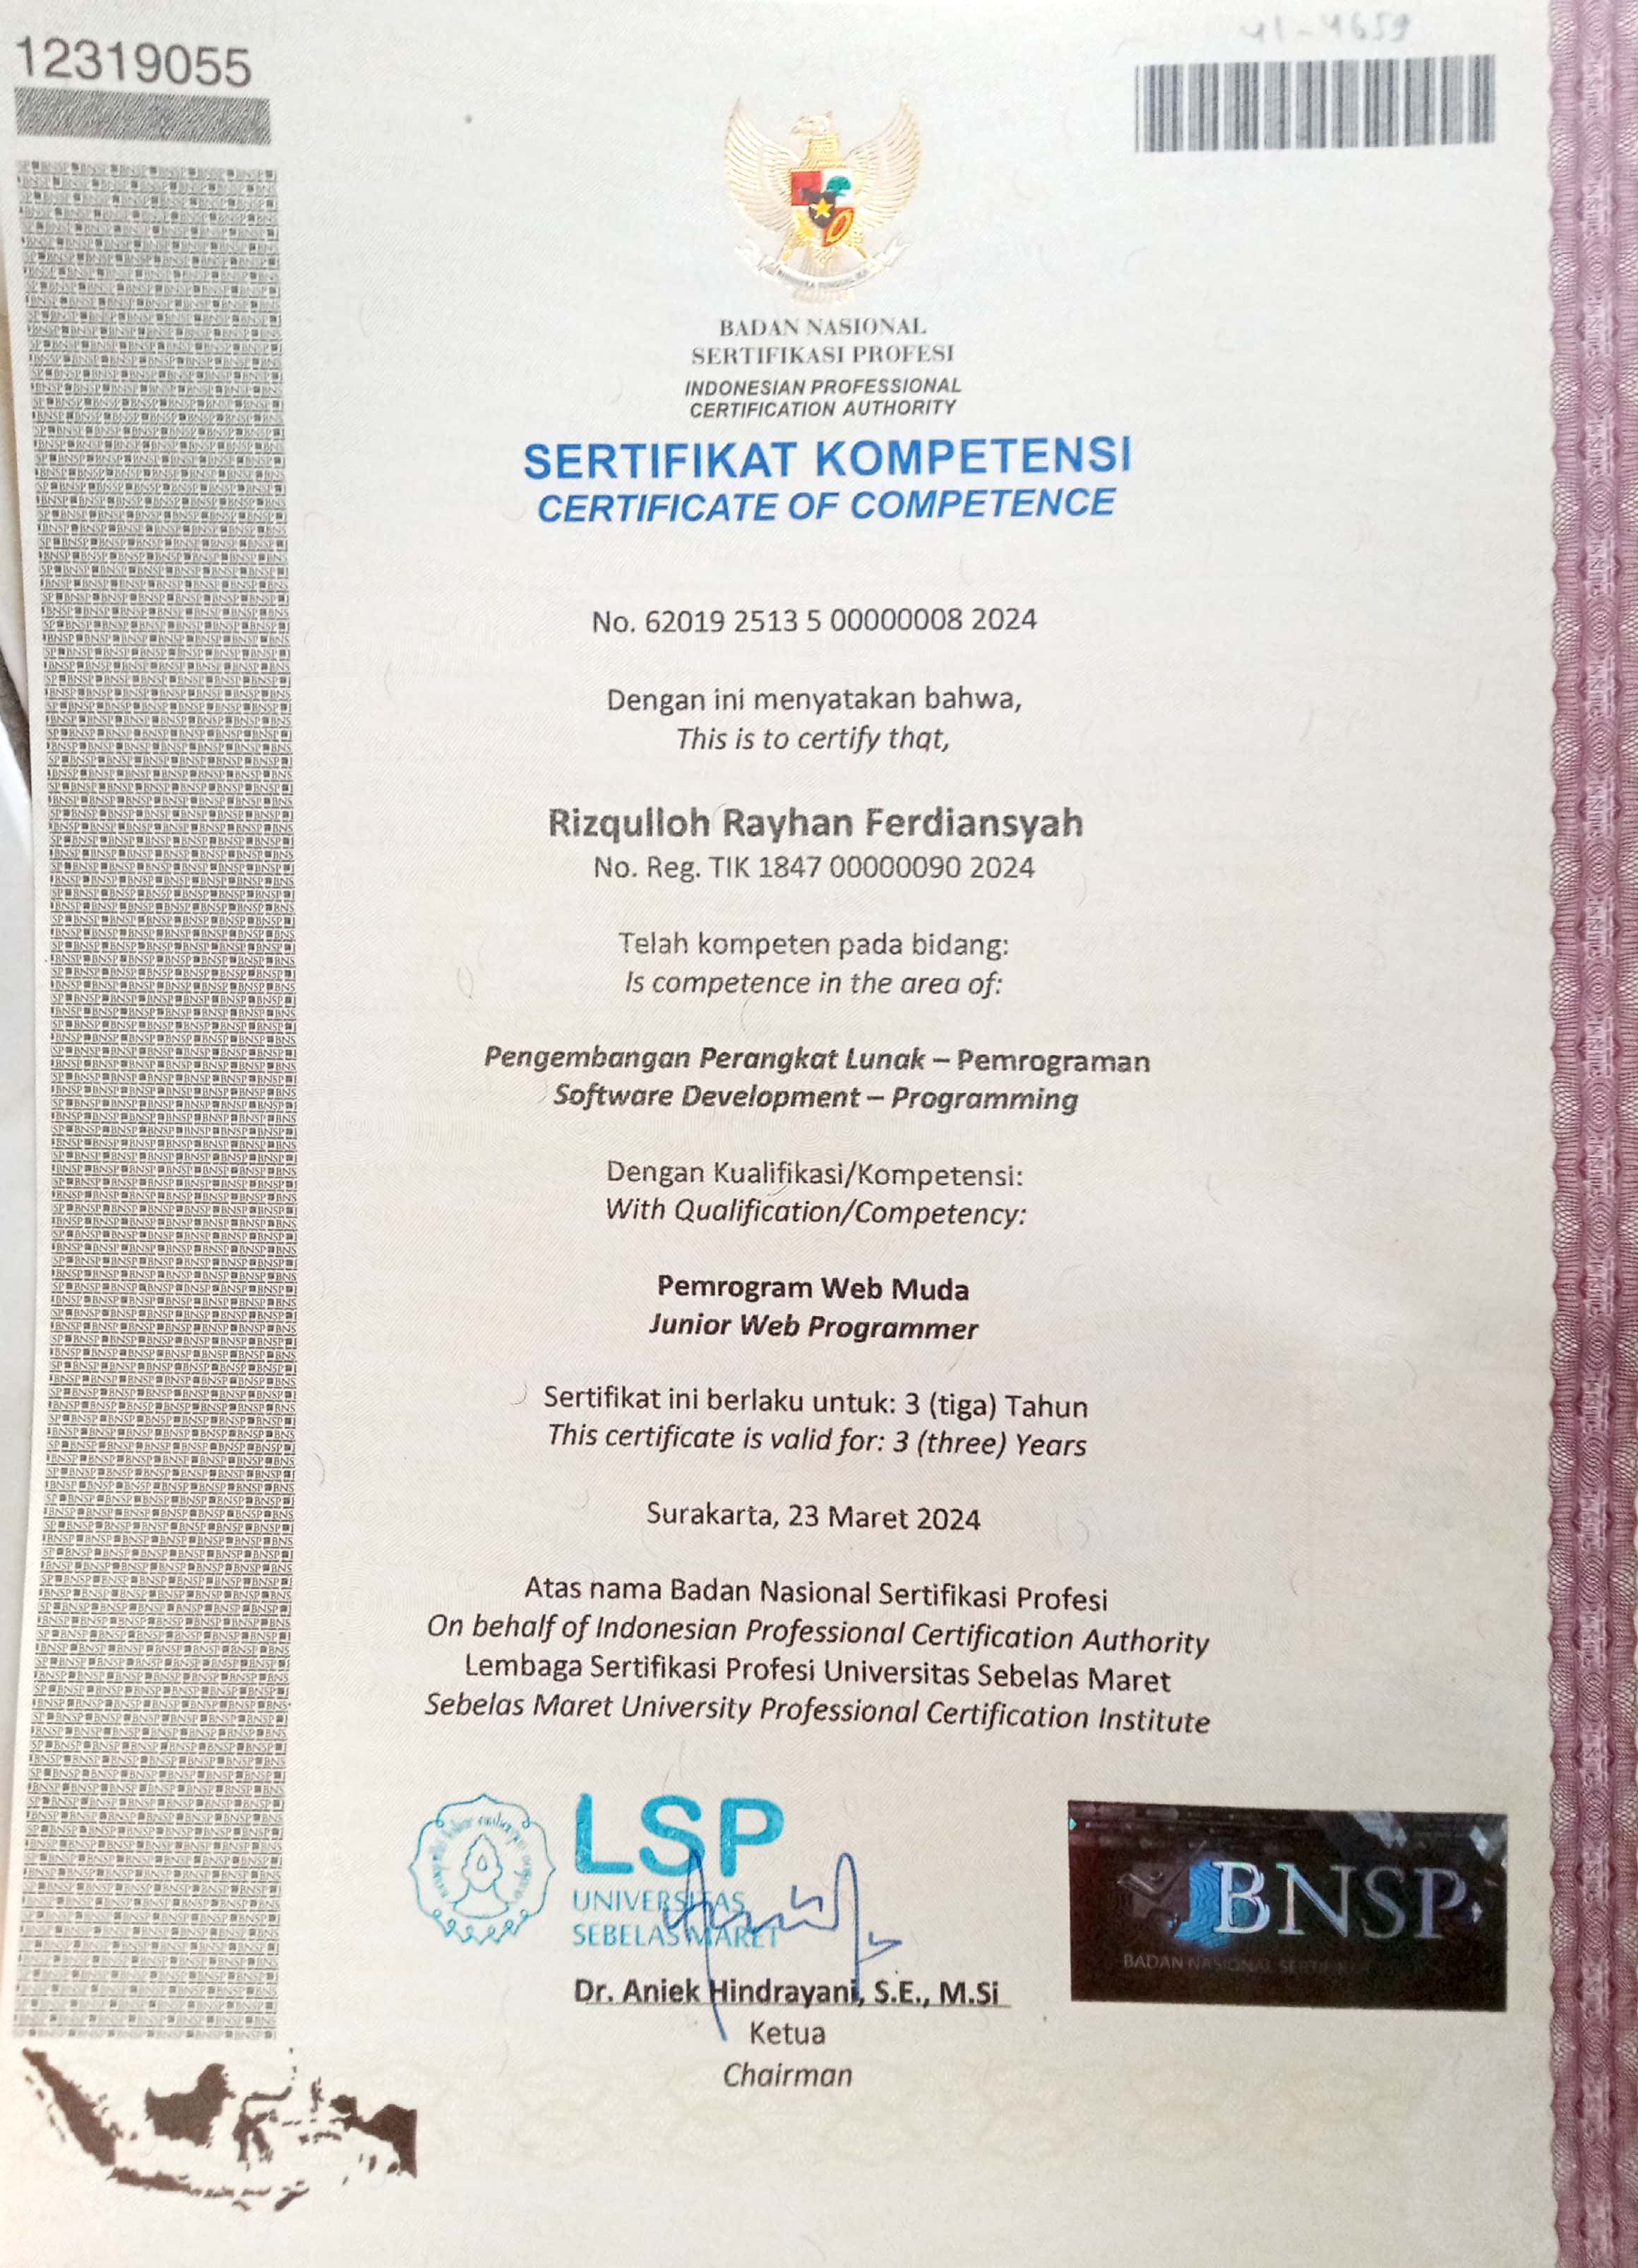 12319055
41-4659
BADAN NASIONAL
SERTIFIKASI PROFESI
INDONESIAN PROFESSIONAL
CERTIFICATION AUTHORITY
SERTIFIKAT KOMPETENSI
CERTIFICATE OF COMPETENCE
No. 62019 2513 5 00000008 2024
Dengan ini menyatakan bahwa,
This is to certify that,
Rizqulloh Rayhan Ferdiansyah
No. Reg. TIK 1847 00000090 2024
Telah kompeten pada bidang:
Is competence in the area of:
Pengembangan Perangkat Lunak – Pemrograman
Software Development – Programming
Dengan Kualifikasi/Kompetensi:
With Qualification/Competency:
Pemrogram Web Muda
Junior Web Programmer
Sertifikat ini berlaku untuk: 3 (tiga) Tahun
This certificate is valid for: 3 (three) Years
Surakarta, 23 Maret 2024
Atas nama Badan Nasional Sertifikasi Profesi
On behalf of Indonesian Professional Certification Authority
Lembaga Sertifikasi Profesi Universitas Sebelas Maret
Sebelas Maret University Professional Certification Institute
LSP
UNIVERSITAS
SEBELAS MARET
BNSP
BADAN NASIONAL
Dr. Aniek Hindrayani, S.E., M.Si
Ketua
Chairman